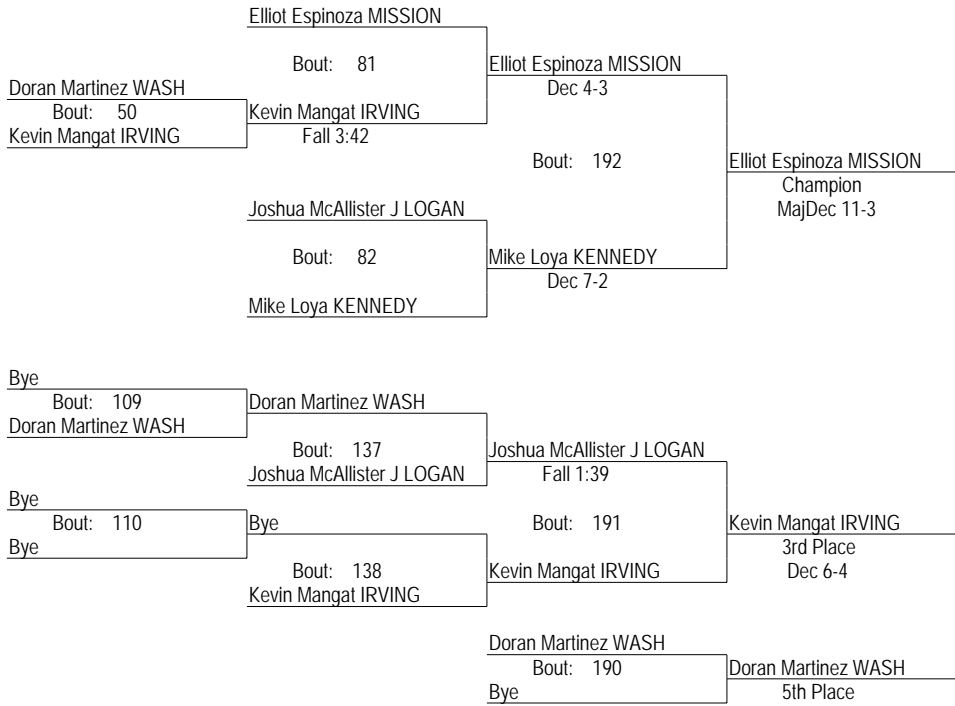 Elliot Espinoza MISSION
Bout: 81
Elliot Espinoza MISSION
Doran Martinez WASH
Dec 4-3
Bout: 50
Kevin Mangat IRVING
Kevin Mangat IRVING
Fall 3:42
Bout: 192
Elliot Espinoza MISSION
Champion
Joshua McAllister J LOGAN
MajDec 11-3
Bout: 82
Mike Loya KENNEDY
Dec 7-2
Mike Loya KENNEDY
Bye
Bout: 109
Doran Martinez WASH
Doran Martinez WASH
Bout: 137
Joshua McAllister J LOGAN
Joshua McAllister J LOGAN
Fall 1:39
Bye
Bout: 110
Bye
Bout: 191
Kevin Mangat IRVING
Bye
3rd Place
Bout: 138
Kevin Mangat IRVING
Dec 6-4
Kevin Mangat IRVING
Doran Martinez WASH
Bout: 190
Doran Martinez WASH
Bye
5th Place